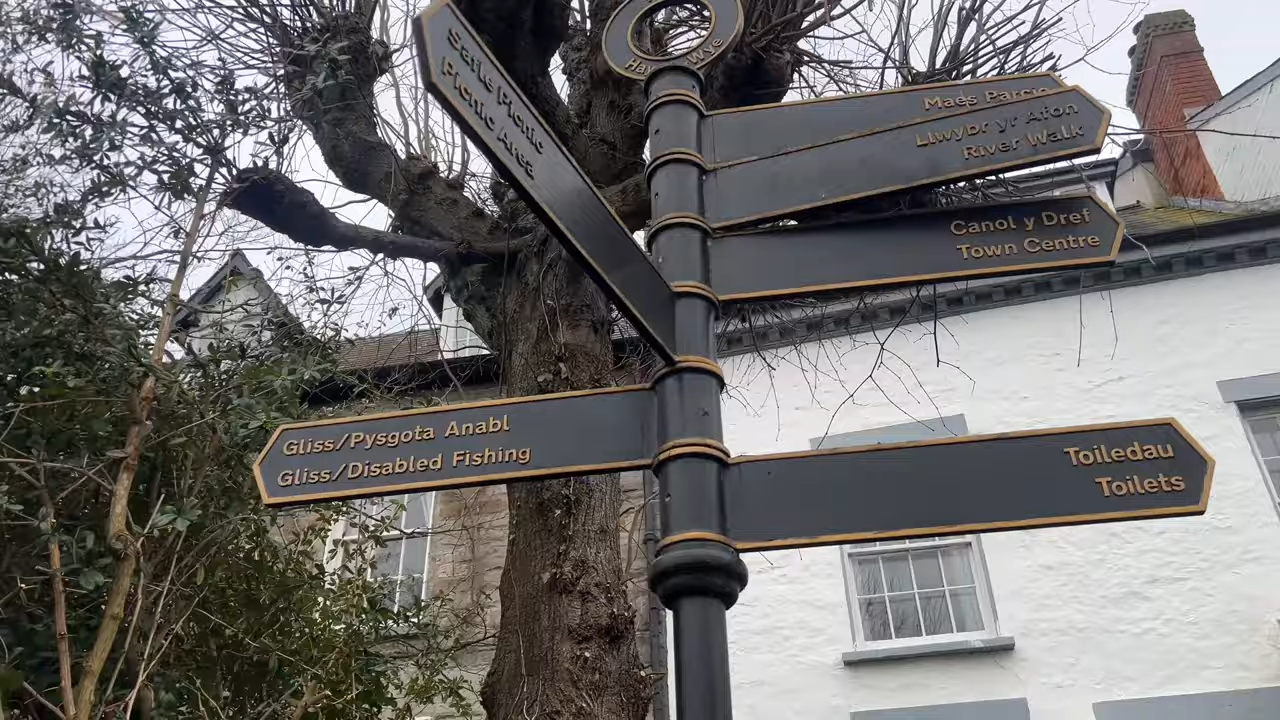 Hay Wye
Safle Picnic
Picnic Area
Maes Parcio
Llwybr yr Afon
River Walk
Canol y Dref
Town Centre
Gliss/Pysgota Anabl
Gliss/Disabled Fishing
Toiledau
Toilets